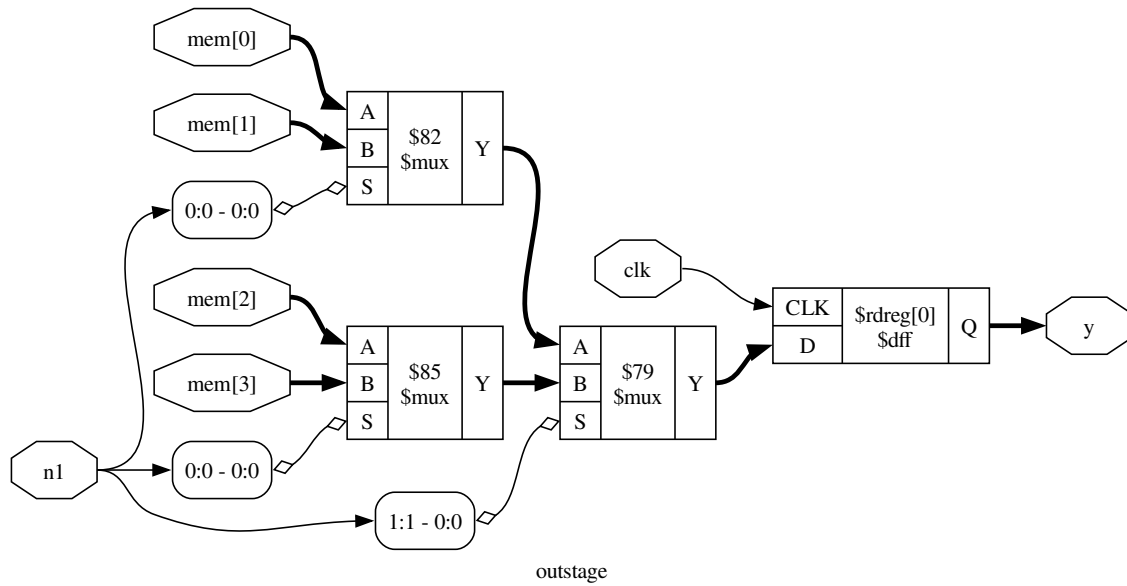 mem[0]
mem[1]
A
B
S
$82
$mux
Y
0:0 - 0:0
mem[2]
mem[3]
A
B
S
$85
$mux
Y
n1
0:0 - 0:0
1:1 - 0:0
A
B
S
$79
$mux
Y
clk
CLK
D
$rdreg[0]
$dff
Q
y
outstage